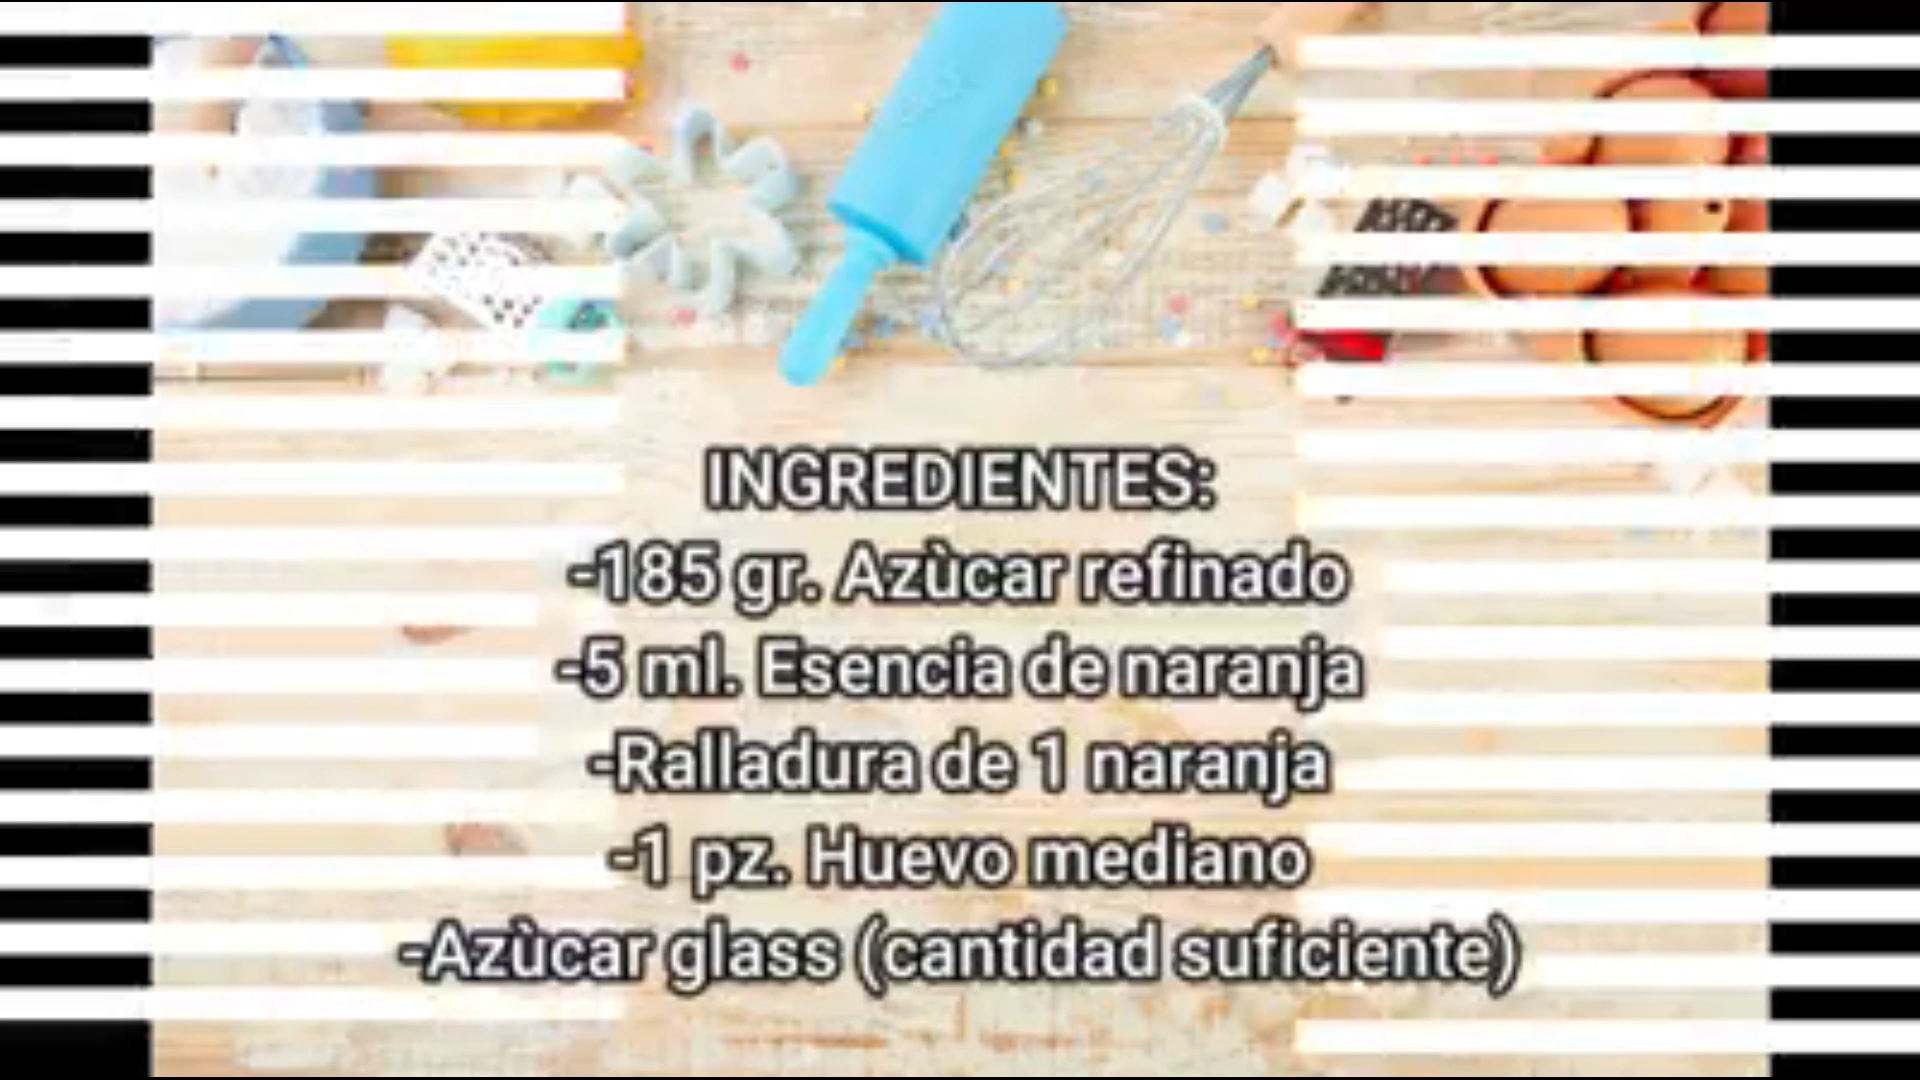 INGREDIENTES:
-185 gr. Azùcar refinado
-5 ml. Esencia de naranja
-Ralladura de 1 naranja
-1 pz. Huevo mediano
-Azùcar glass (cantidad suficiente)